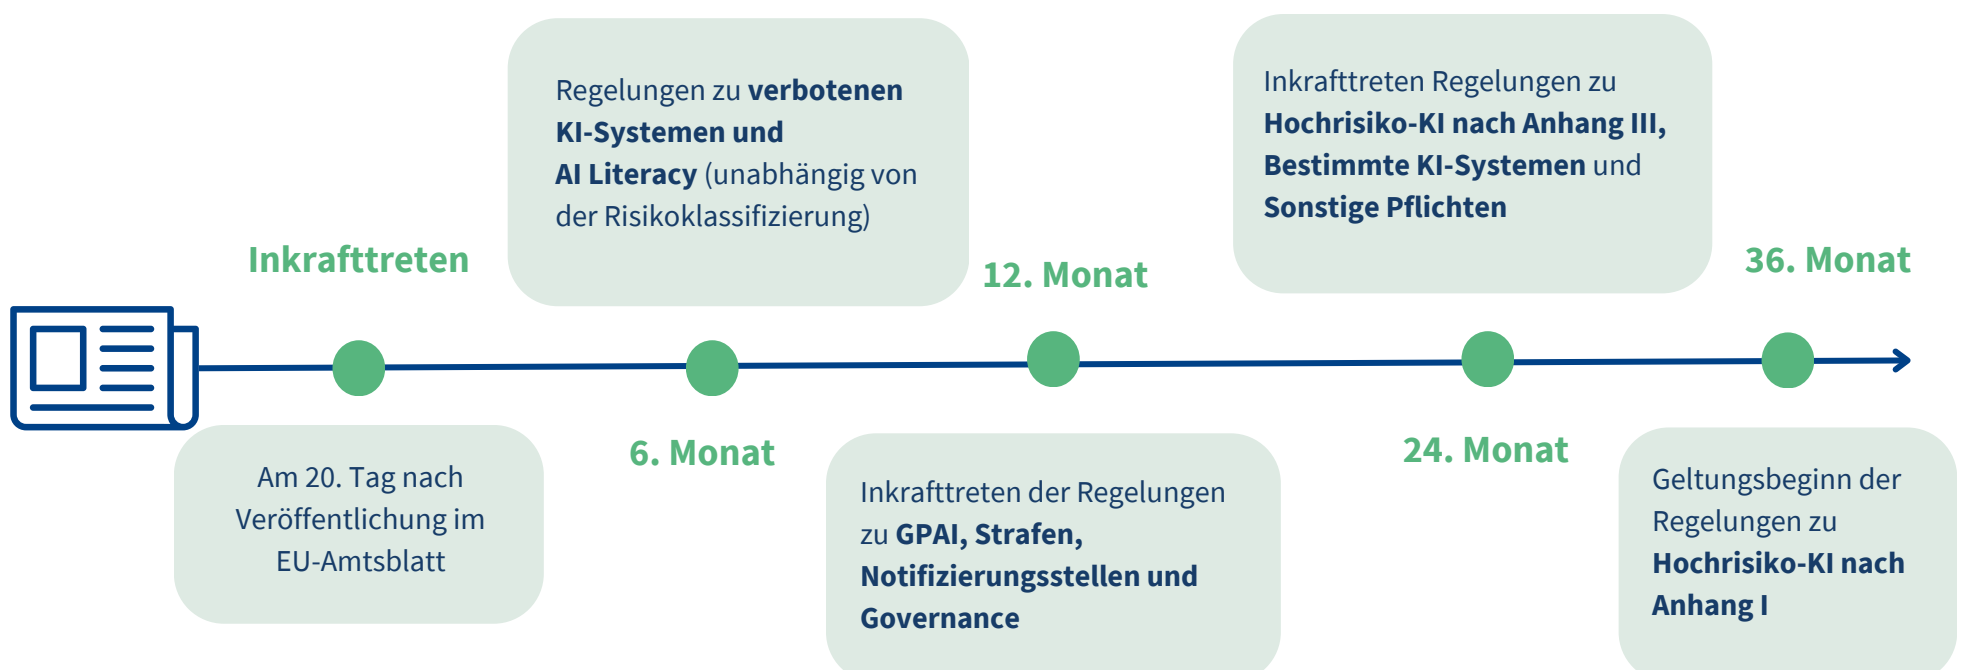 Inkrafttreten
Am 20. Tag nach
Veröffentlichung im
EU-Amtsblatt
Regelungen zu verbotenen
KI-Systemen und
AI Literacy (unabhängig von
der Risikoklassifizierung)
6. Monat
12. Monat
Inkrafttreten der Regelungen
zu GPAI, Strafen,
Notifizierungsstellen und
Governance
Inkrafttreten Regelungen zu
Hochrisiko-KI nach Anhang III,
Bestimmte KI-Systemen und
Sonstige Pflichten
24. Monat
36. Monat
Geltungsbeginn der
Regelungen zu
Hochrisiko-KI nach
Anhang I